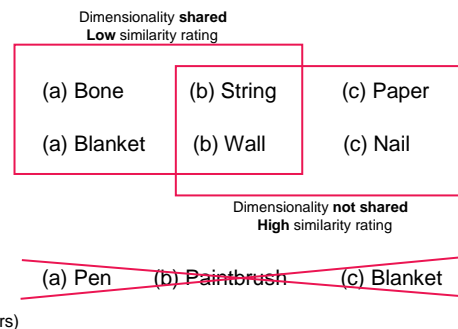 Dimensionality shared
Low similarity rating
(a) Bone (b) String (c) Paper
(a) Blanket (b) Wall (c) Nail
Dimensionality not shared
High similarity rating
(a) Pen (b) Paintbrush (c) Blanket
rs)